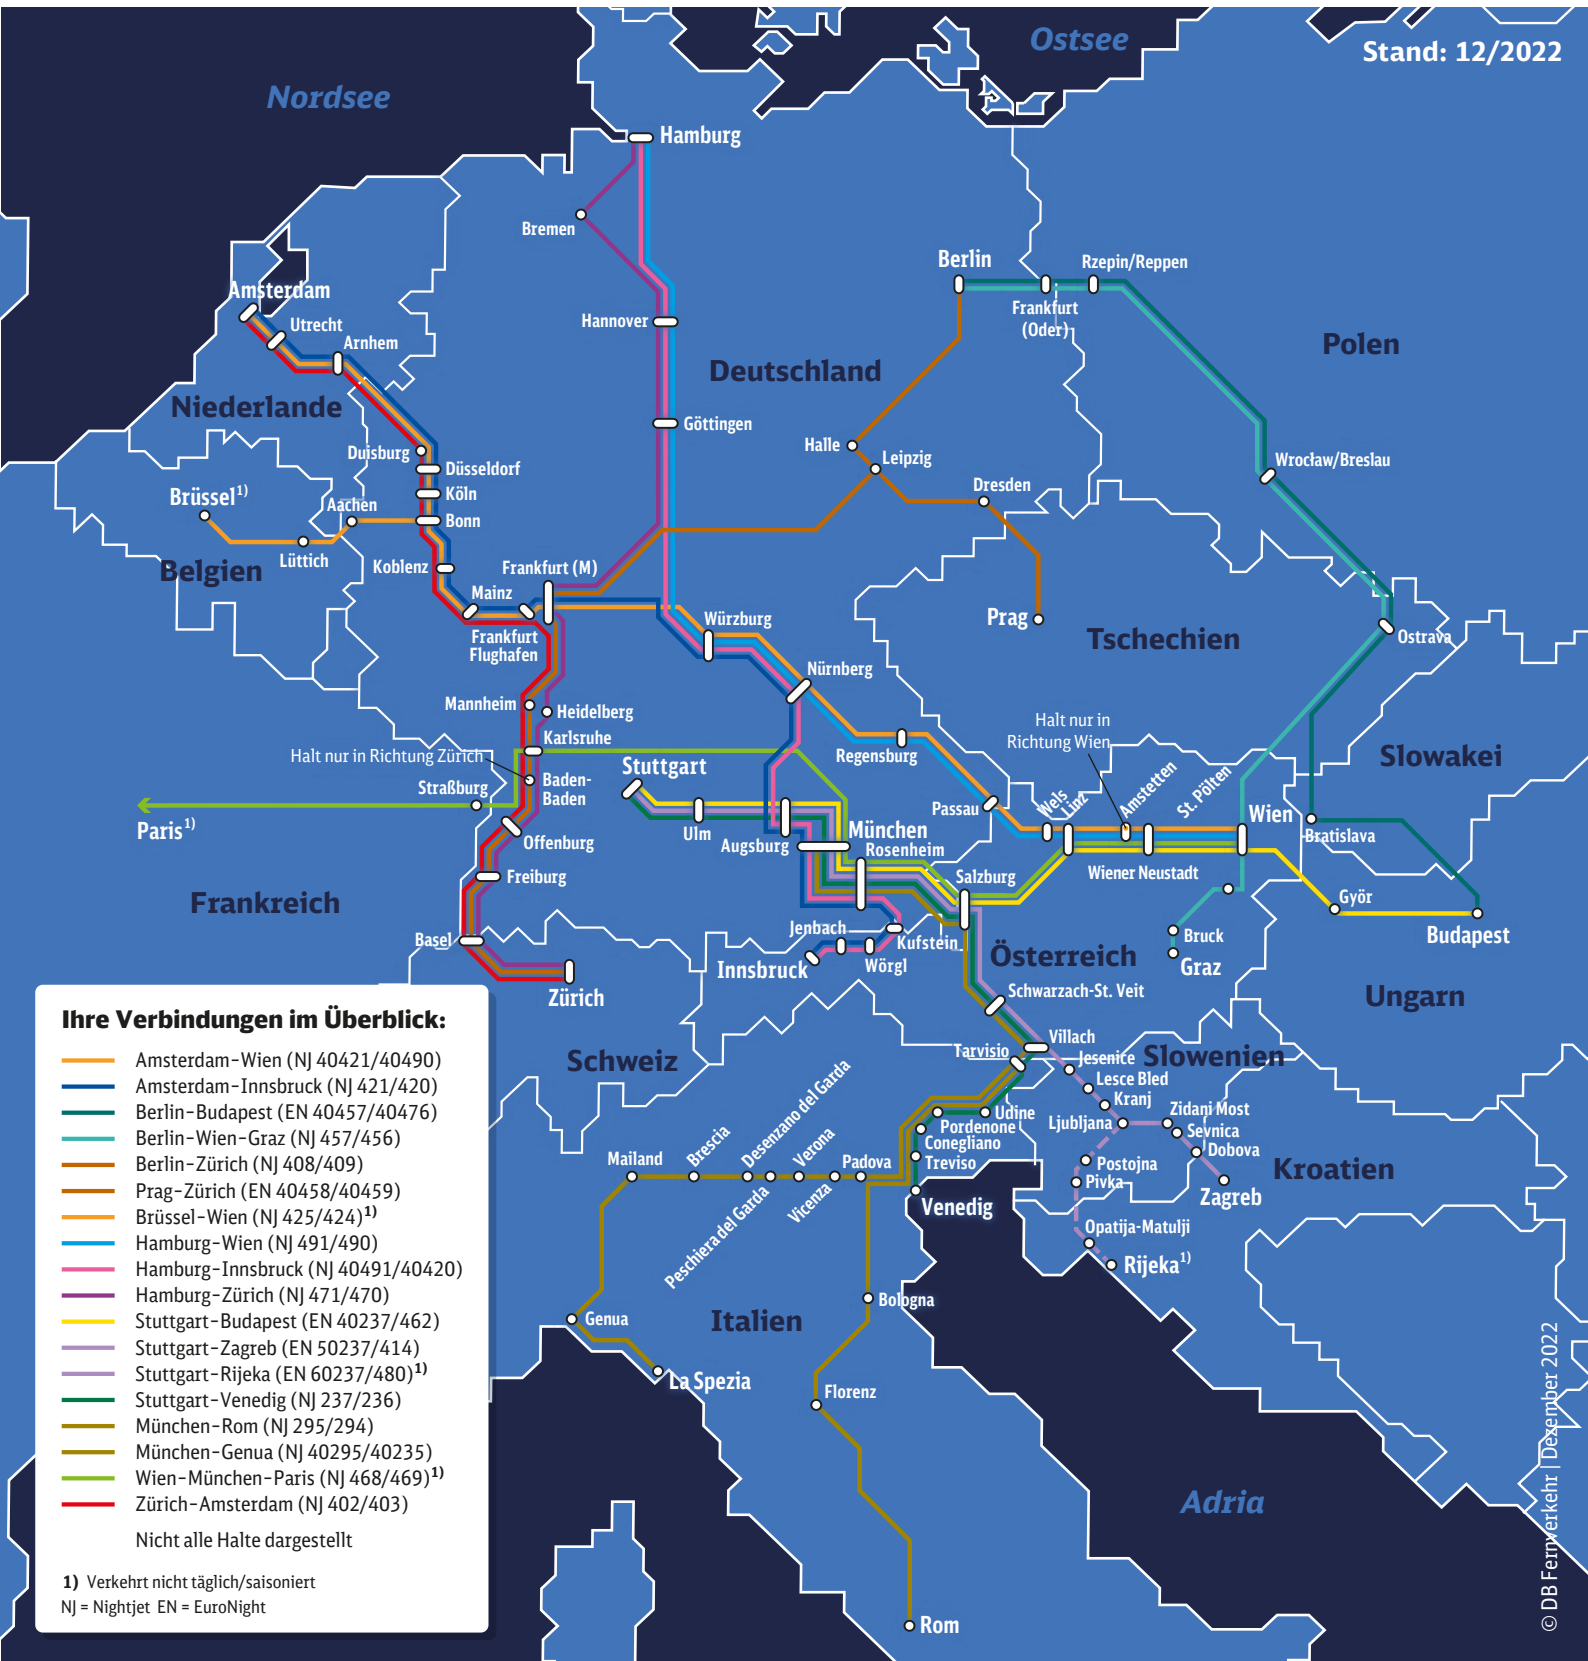 Stand: 12/2022
Ostsee
Nordsee
Hamburg
Bremen
Berlin
Rzepin/Reppen
Frankfurt
(Oder)
Amsterdam
Utrecht
Arnhem
Hannover
Polen
Deutschland
Niederlande
Göttingen
Halle
Leipzig
Duisburg
Düsseldorf
Wrocław/Breslau
Dresden
Köln
Brüssel1)
Aachen
Bonn
Lüttich
Belgien
Koblenz
Frankfurt (M)
Mainz
Würzburg
Prag
Tschechien
Frankfurt
Flughafen
Ostrava
Nürnberg
Mannheim
Heidelberg
Halt nur in
Richtung Wien
Karlsruhe
Halt nur in Richtung Zürich
Regensburg
Slowakei
Stuttgart
Straßburg
Baden-
Baden
Passau
Wels
Linz
Amstetten
St. Pölten
Wien
Paris1)
Ulm
Augsburg
München
Rosenheim
Bratislava
Offenburg
Freiburg
Salzburg
Wiener Neustadt
Frankreich
Györ
Budapest
Basel
Jenbach
Kufstein
Bruck
Innsbruck
Wörgl
Österreich
Graz
Zürich
Schwarzach-St. Veit
Ungarn
Schweiz
Villach
Tarvisio
Jesenice
Slowenien
Lesce Bled
Kranj
Ljubljana
Zidani Most
Sevnica
Dobova
Udine
Pordenone
Conegliano
Treviso
Mailand
Brescia
Desenzano del Garda
Verona
Padova
Peschiera del Garda
Vicenza
Postojna
Pivka
Kroatien
Zagreb
Venedig
Opatija-Matulji
Rijeka1)
Bologna
Genua
Italien
La Spezia
Florenz
Adria
Rom
Ihre Verbindungen im Überblick:
Amsterdam–Wien (NJ 40421/40490)
Amsterdam–Innsbruck (NJ 421/420)
Berlin–Budapest (EN 40457/40476)
Berlin–Wien–Graz (NJ 457/456)
Berlin–Zürich (NJ 408/409)
Prag–Zürich (EN 40458/40459)
Brüssel–Wien (NJ 425/424)1)
Hamburg–Wien (NJ 491/490)
Hamburg–Innsbruck (NJ 40491/40420)
Hamburg–Zürich (NJ 471/470)
Stuttgart–Budapest (EN 40237/462)
Stuttgart–Zagreb (EN 50237/414)
Stuttgart–Rijeka (EN 60237/480)1)
Stuttgart–Venedig (NJ 237/236)
München–Rom (NJ 295/294)
München–Genua (NJ 40295/40235)
Wien–München–Paris (NJ 468/469)1)
Zürich–Amsterdam (NJ 402/403)
Nicht alle Halte dargestellt
1) Verkehrt nicht täglich/saisoniert
NJ = Nightjet EN = EuroNight
© DB Fernverkehr | Dezember 2022